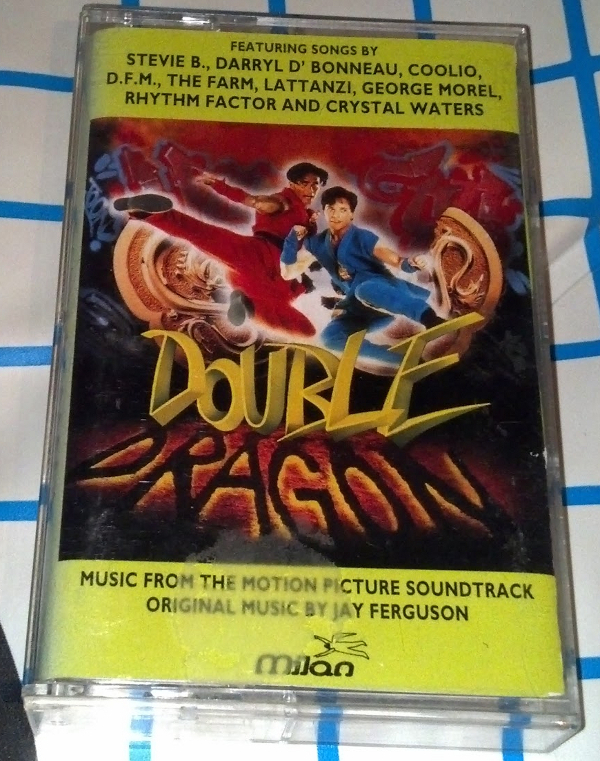 FEATURING SONGS BY
STEVIE B., DARRYL D' BONNEAU, COOLIO,
D.F.M., THE FARM, LATTANZI, GEORGE MOREL,
RHYTHM FACTOR AND CRYSTAL WATERS
DOUBLE
DRAGON
MUSIC FROM THE MOTION PICTURE SOUNDTRACK
ORIGINAL MUSIC BY JAY FERGUSON
milan